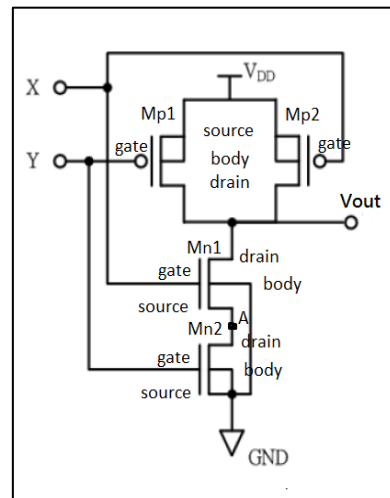 V_DD
X
Mp1
Mp2
source
gate
gate
Y
body
drain
Vout
Mn1
drain
gate
body
source
A
Mn2
drain
gate
body
source
GND